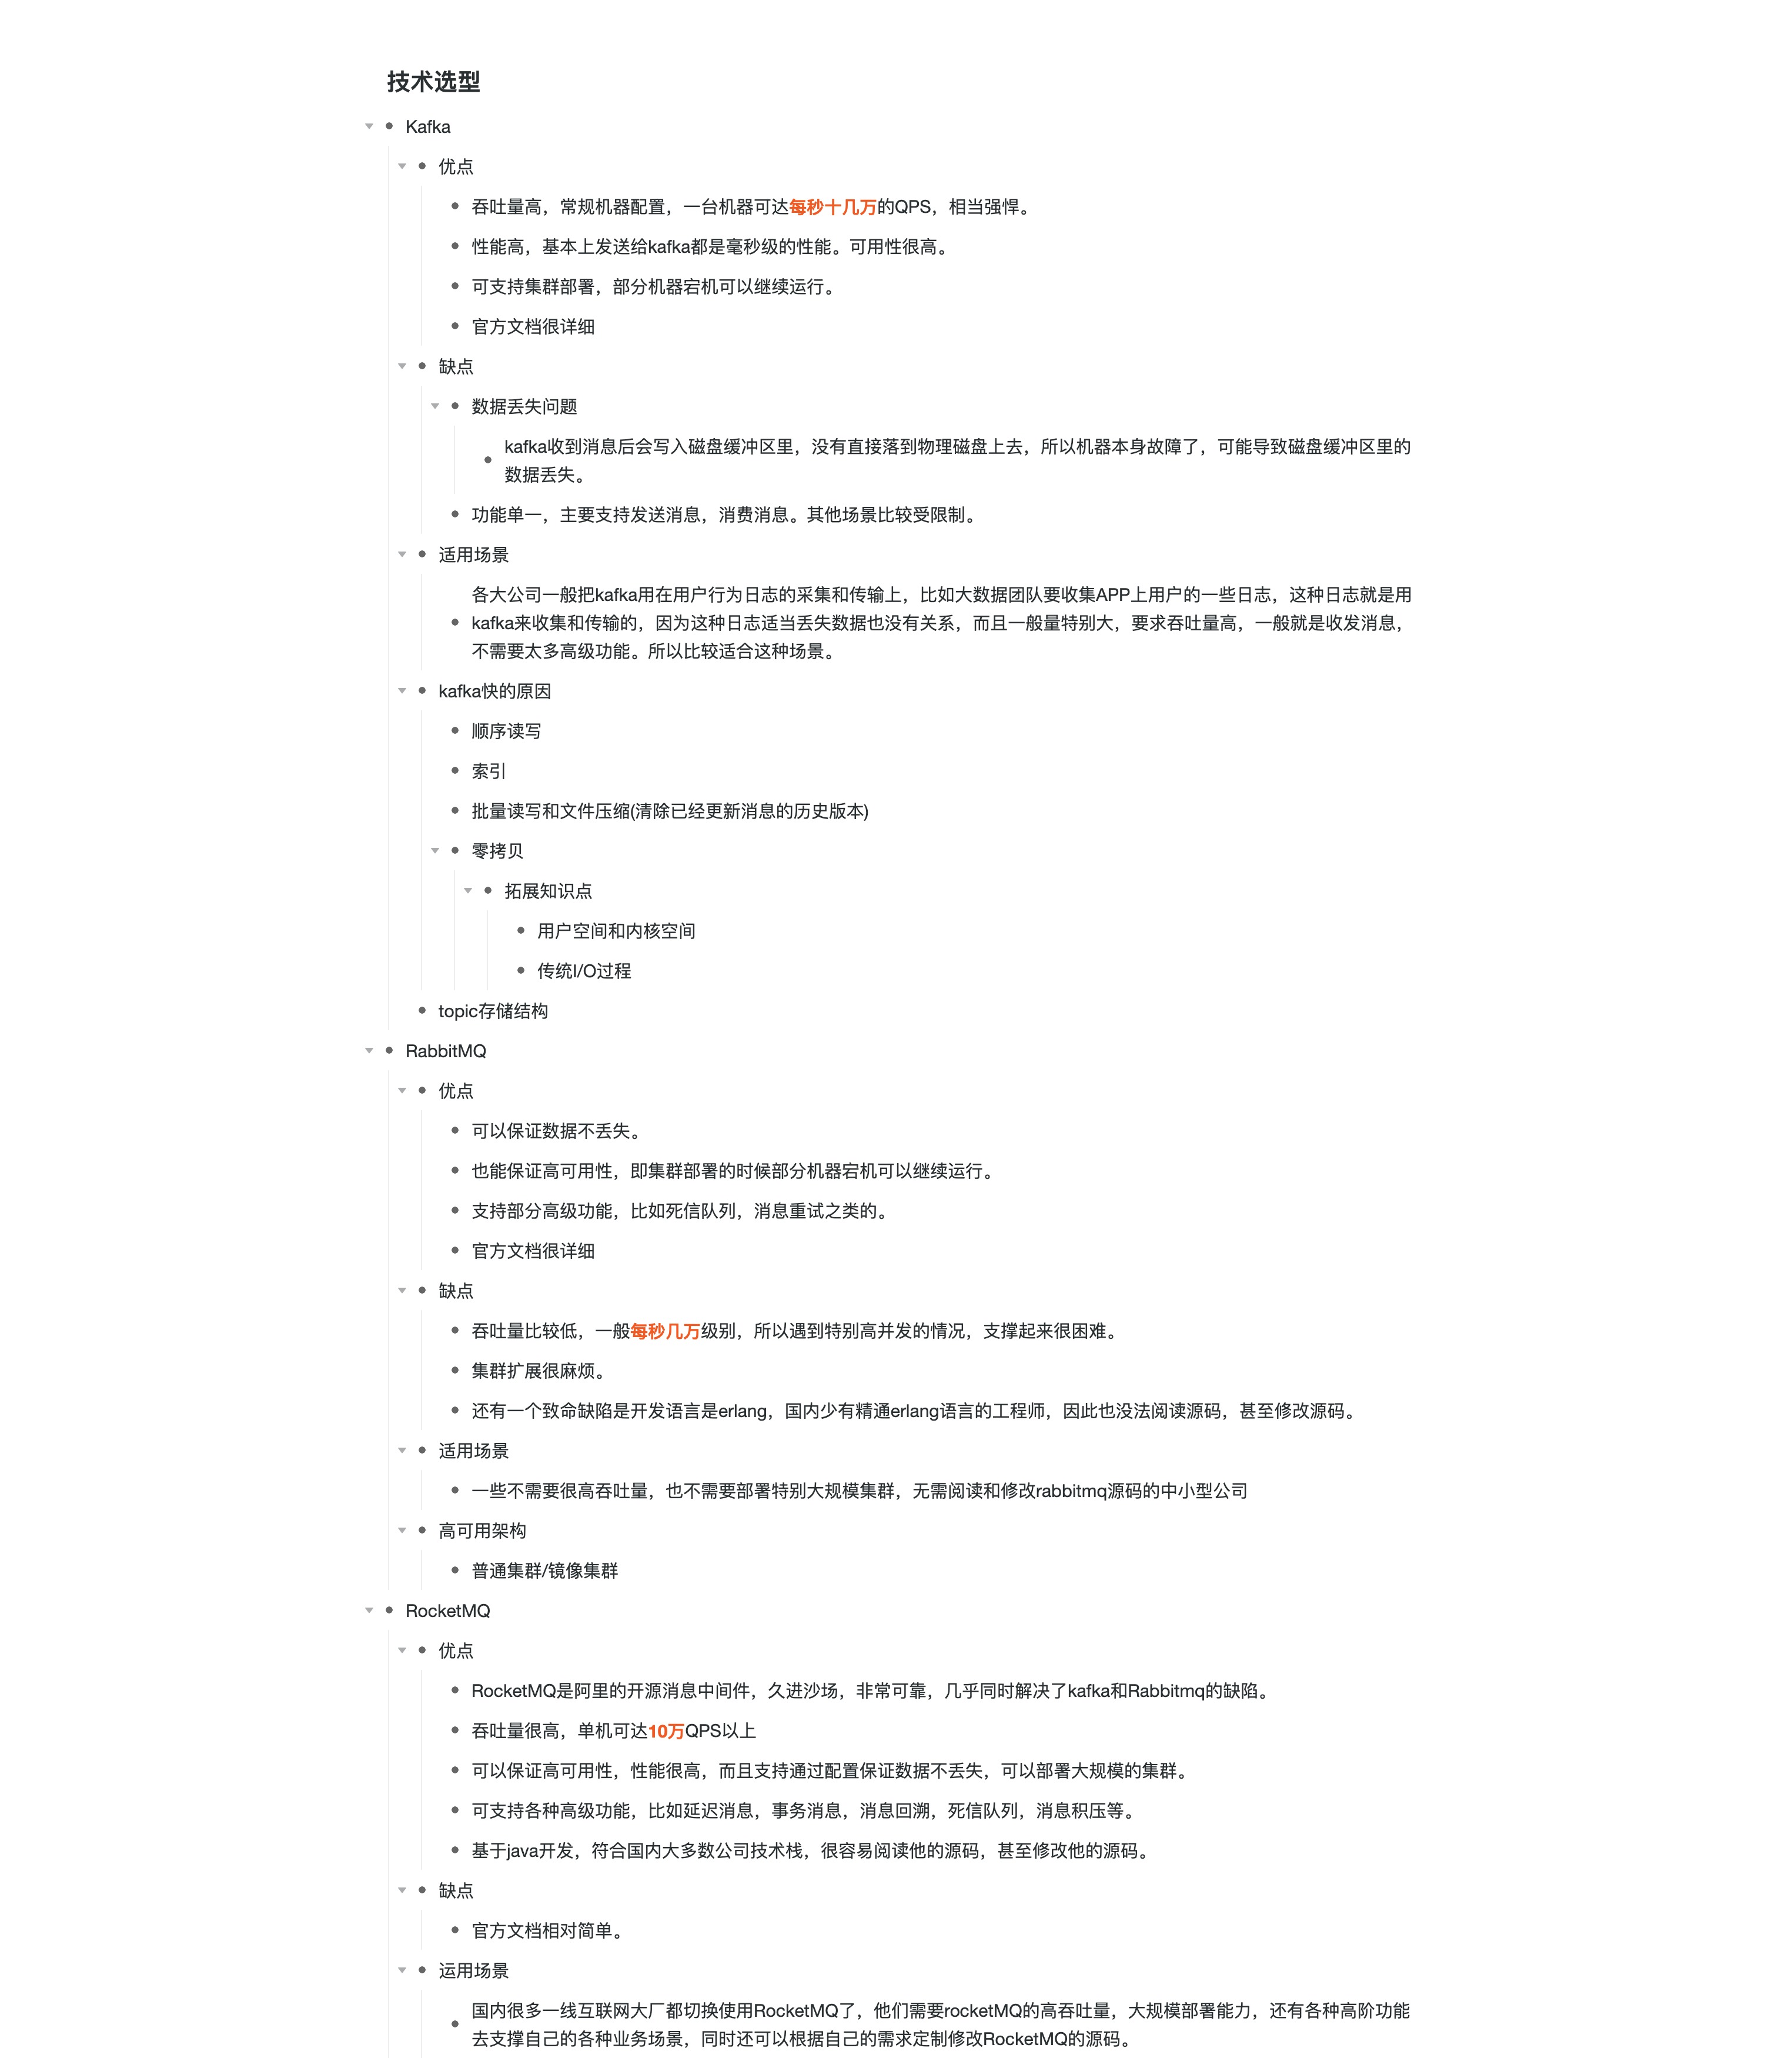 技术选型
Kafka
优点
吞吐量高，常规机器配置，一台机器可达每秒十几万的QPS，相当强悍。
性能高，基本上发送给kafka都是毫秒级的性能。可用性很高。
可支持集群部署，部分机器宕机可以继续运行。
官方文档很详细
缺点
数据丢失问题
kafka收到消息后会写入磁盘缓冲区里，没有直接落到物理磁盘上去，所以机器本身故障了，可能导致磁盘缓冲区里的
数据丢失。
功能单一，主要支持发送消息，消费消息。其他场景比较受限制。
适用场景
各大公司一般把kafka用在用户行为日志的采集和传输上，比如大数据团队要收集APP上用户的一些日志，这种日志就是用
kafka来收集和传输的，因为这种日志适当丢失数据也没有关系，而且一般量特别大，要求吞吐量高，一般就是收发消息，
不需要太多高级功能。所以比较适合这种场景。
kafka快的原因
顺序读写
索引
批量读写和文件压缩(清除已经更新消息的历史版本)
零拷贝
拓展知识点
用户空间和内核空间
传统I/O过程
topic存储结构
RabbitMQ
优点
可以保证数据不丢失。
也能保证高可用性，即集群部署的时候部分机器宕机可以继续运行。
支持部分高级功能，比如死信队列，消息重试之类的。
官方文档很详细
缺点
吞吐量比较低，一般每秒几万级别，所以遇到特别高并发的情况，支撑起来很困难。
集群扩展很麻烦。
还有一个致命缺陷是开发语言是erlang，国内少有精通erlang语言的工程师，因此也没法阅读源码，甚至修改源码。
适用场景
一些不需要很高吞吐量，也不需要部署特别大规模集群，无需阅读和修改rabbitmq源码的中小型公司
高可用架构
普通集群/镜像集群
RocketMQ
优点
RocketMQ是阿里的开源消息中间件，久进沙场，非常可靠，几乎同时解决了kafka和Rabbitmq的缺陷。
吞吐量很高，单机可达10万QPS以上
可以保证高可用性，性能很高，而且支持通过配置保证数据不丢失，可以部署大规模的集群。
可支持各种高级功能，比如延迟消息，事务消息，消息回溯，死信队列，消息积压等。
基于java开发，符合国内大多数公司技术栈，很容易阅读他的源码，甚至修改他的源码。
缺点
官方文档相对简单。
运用场景
国内很多一线互联网大厂都切换使用RocketMQ了，他们需要rocketMQ的高吞吐量，大规模部署能力，还有各种高阶功能
去支撑自己的各种业务场景，同时还可以根据自己的需求定制修改RocketMQ的源码。